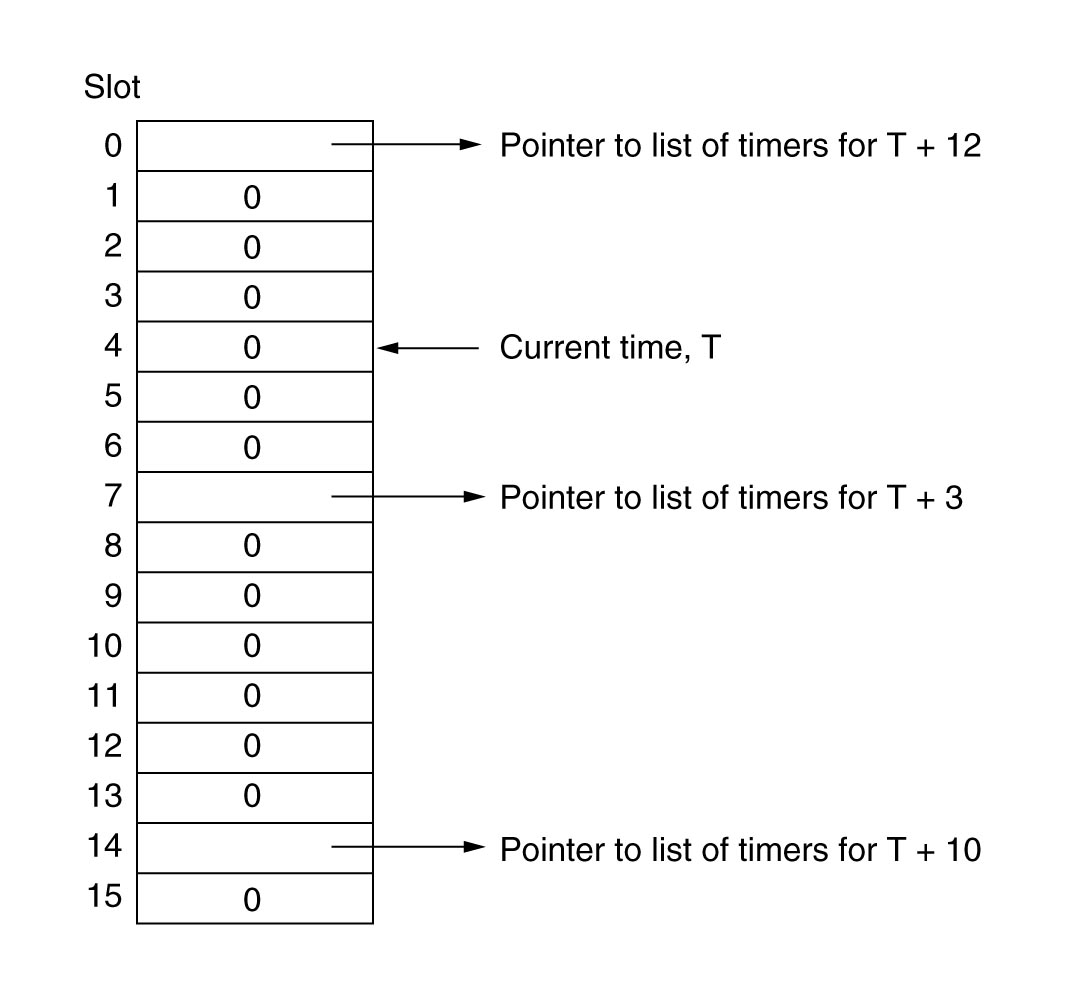 Slot
0 Pointer to list of timers for T + 12
1 0
2 0
3 0
4 0 Current time, T
5 0
6 0
7 Pointer to list of timers for T + 3
8 0
9 0
10 0
11 0
12 0
13 0
14 Pointer to list of timers for T + 10
15 0